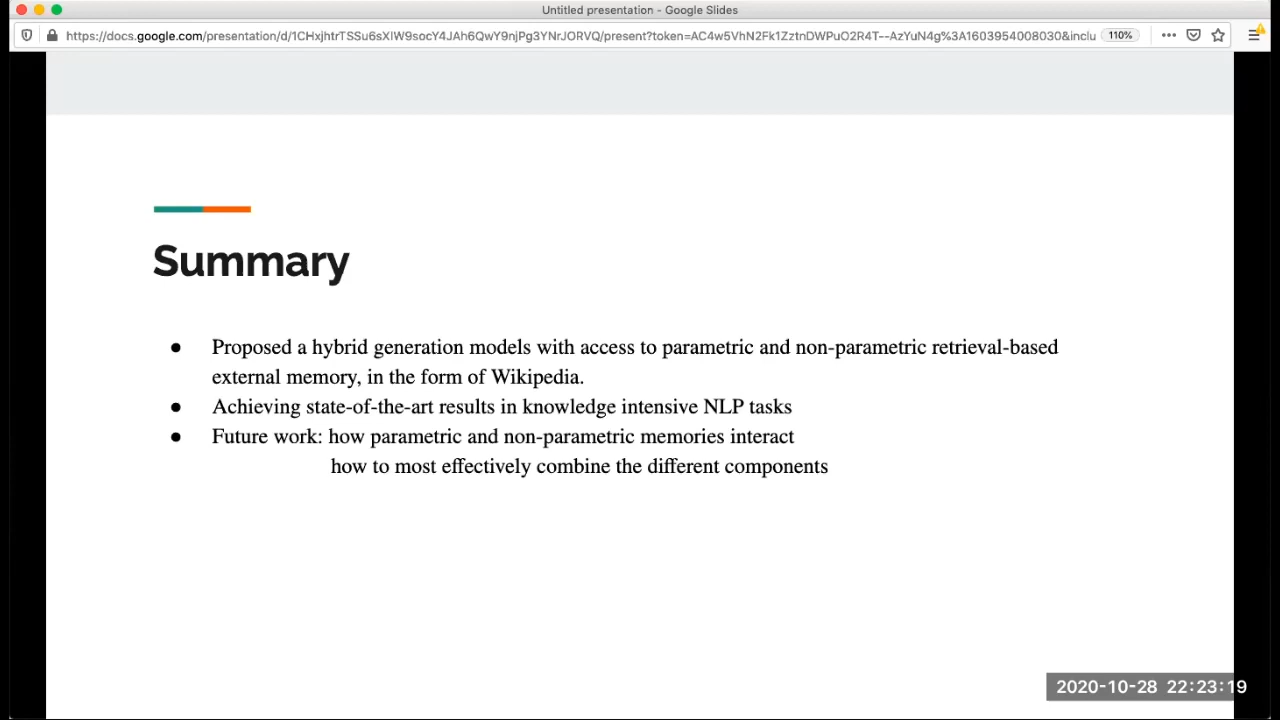 Untitled presentation - Google Slides
https://docs.google.com/presentation/d/1CHxjhtrTSSu6sXIW9socY4JAh6QwY9njPg3YNrJORVQ/present?token=AC4w5VhN2Fk1ZztnDWPuO2R4T--AzYuN4g%3A1603954008030&inclu
110%
Summary
● Proposed a hybrid generation models with access to parametric and non-parametric retrieval-based
external memory, in the form of Wikipedia.
● Achieving state-of-the-art results in knowledge intensive NLP tasks
● Future work: how parametric and non-parametric memories interact
how to most effectively combine the different components
2020-10-28 22:23:19